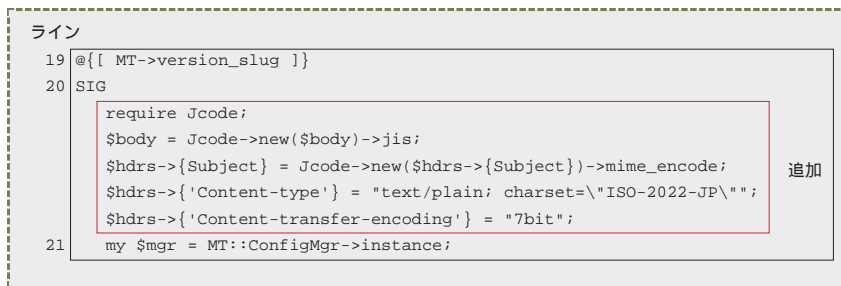 ライン
19 @{[ MT->version_slug ]}
20 SIG
require Jcode;
$body = Jcode->new($body)->jis;
$hdrs->{Subject} = Jcode->new($hdrs->{Subject})->mime_encode;
$hdrs->{'Content-type'} = "text/plain; charset=\"ISO-2022-JP\"";
$hdrs->{'Content-transfer-encoding'} = "7bit";
追加
21 my $mgr = MT::ConfigMgr->instance;